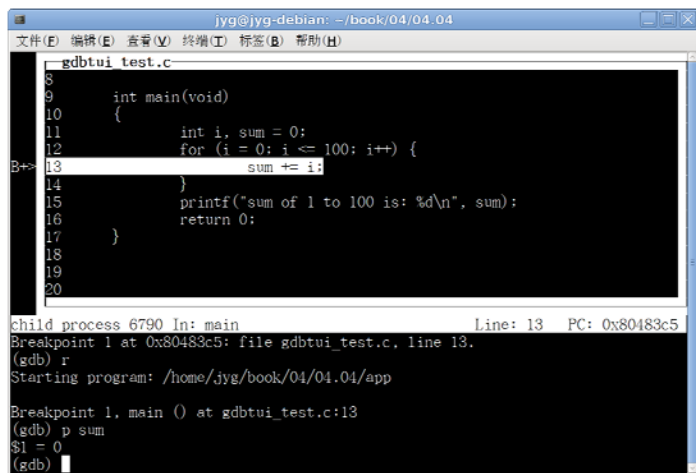 jyg@jyg-debian: ~/book/04/04.04
文件(F) 编辑(E) 查看(V) 终端(T) 标签(B) 帮助(H)
gdbtui_test.c
8
9 int main(void)
10 {
11 int i, sum = 0;
12 for (i = 0; i <= 100; i++) {
B+> 13 sum += i;
14 }
15 printf("sum of 1 to 100 is: %d\n", sum);
16 return 0;
17 }
18
19
20
child process 6790 In: main Line: 13 PC: 0x80483c5
Breakpoint 1 at 0x80483c5: file gdbtui_test.c, line 13.
(gdb) r
Starting program: /home/jyg/book/04/04.04/app
Breakpoint 1, main () at gdbtui_test.c:13
(gdb) p sum
$1 = 0
(gdb)